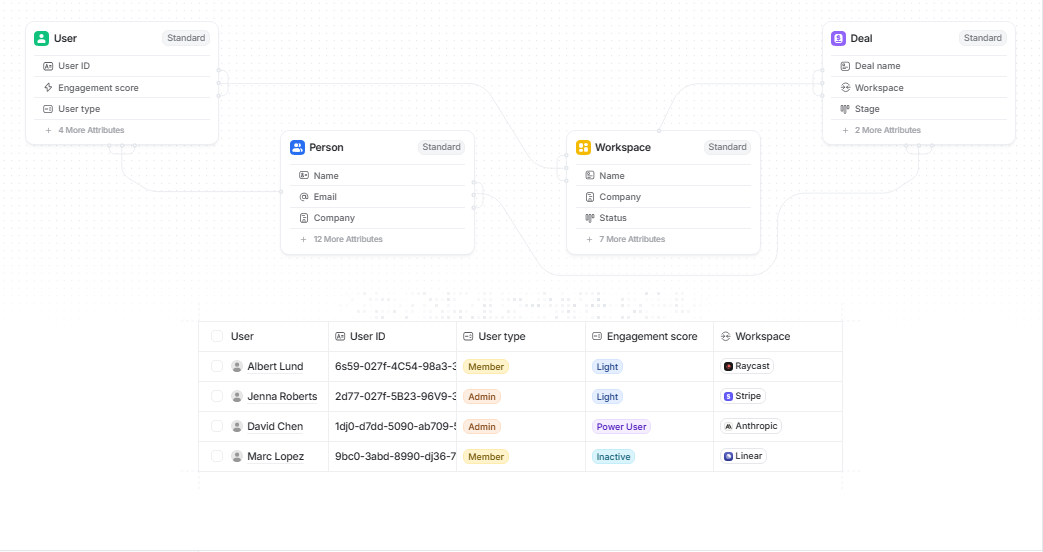 User Standard
User ID
Engagement score
User type
+ 4 More Attributes
Deal Standard
Deal name
Workspace
Stage
+ 2 More Attributes
Person Standard
Name
Email
Company
+ 12 More Attributes
Workspace Standard
Name
Company
Status
+ 7 More Attributes
User User ID User type Engagement score Workspace
Albert Lund 6s59-027f-4C54-98a3-3 Member Light Raycast
Jenna Roberts 2d77-027f-5B23-96V9-3 Admin Light Stripe
David Chen 1dj0-d7dd-5090-ab709-5 Admin Power User Anthropic
Marc Lopez 9bc0-3abd-8990-dj36-7 Member Inactive Linear